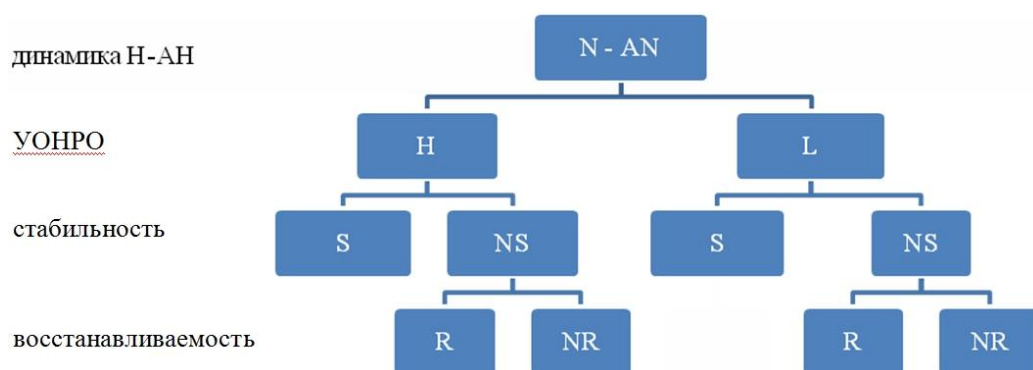 динамика Н-АН
N - AN
УОНРО
H
L
стабильность
S
NS
S
NS
восстанавливаемость
R
NR
R
NR